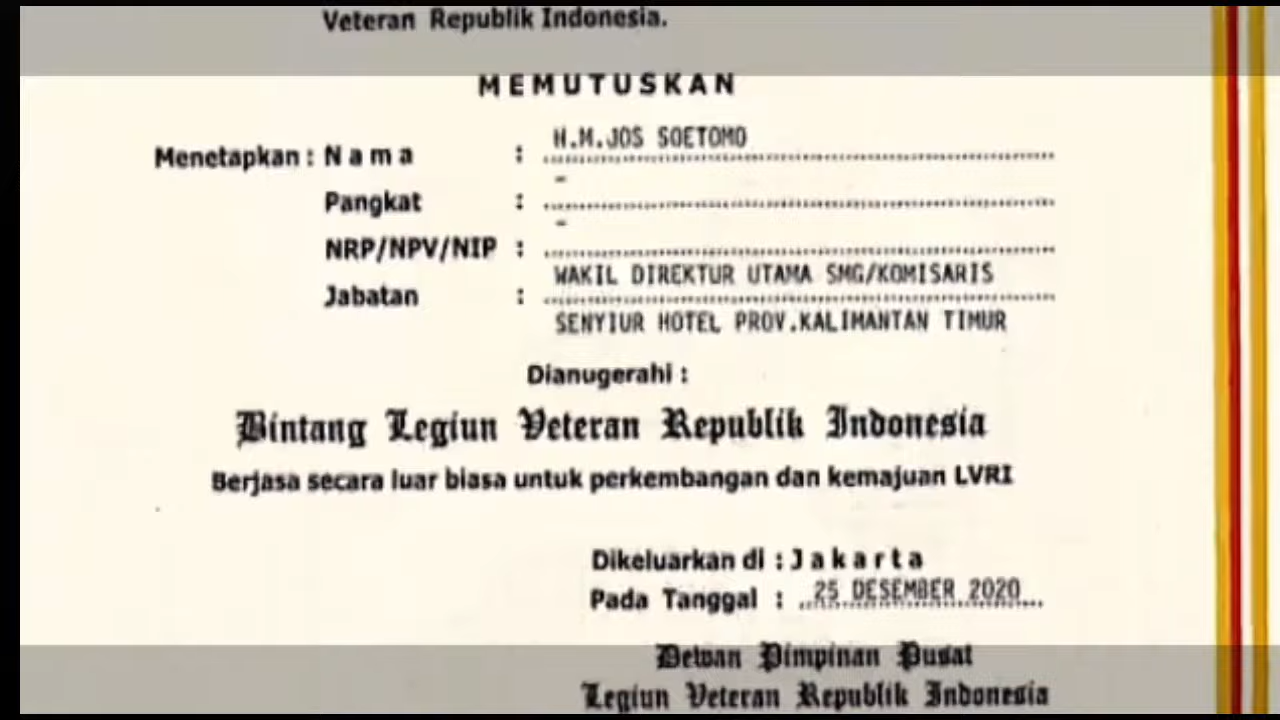 Veteran Republik Indonesia.
MEMUTUSKAN
Menetapkan : N a m a : H.M.JOS SOETOMO
Pangkat : -
NRP/NPV/NIP : -
Jabatan : WAKIL DIREKTUR UTAMA SMG/KOMISARIS
SENYIUR HOTEL PROV.KALIMANTAN TIMUR
Dianugerahi :
Bintang Legiun Veteran Republik Indonesia
Berjasa secara luar biasa untuk perkembangan dan kemajuan LVRI
Dikeluarkan di : J a k a r t a
Pada Tanggal : 25 DESEMBER 2020
Dewan Pimpinan Pusat
Legiun Veteran Republik Indonesia